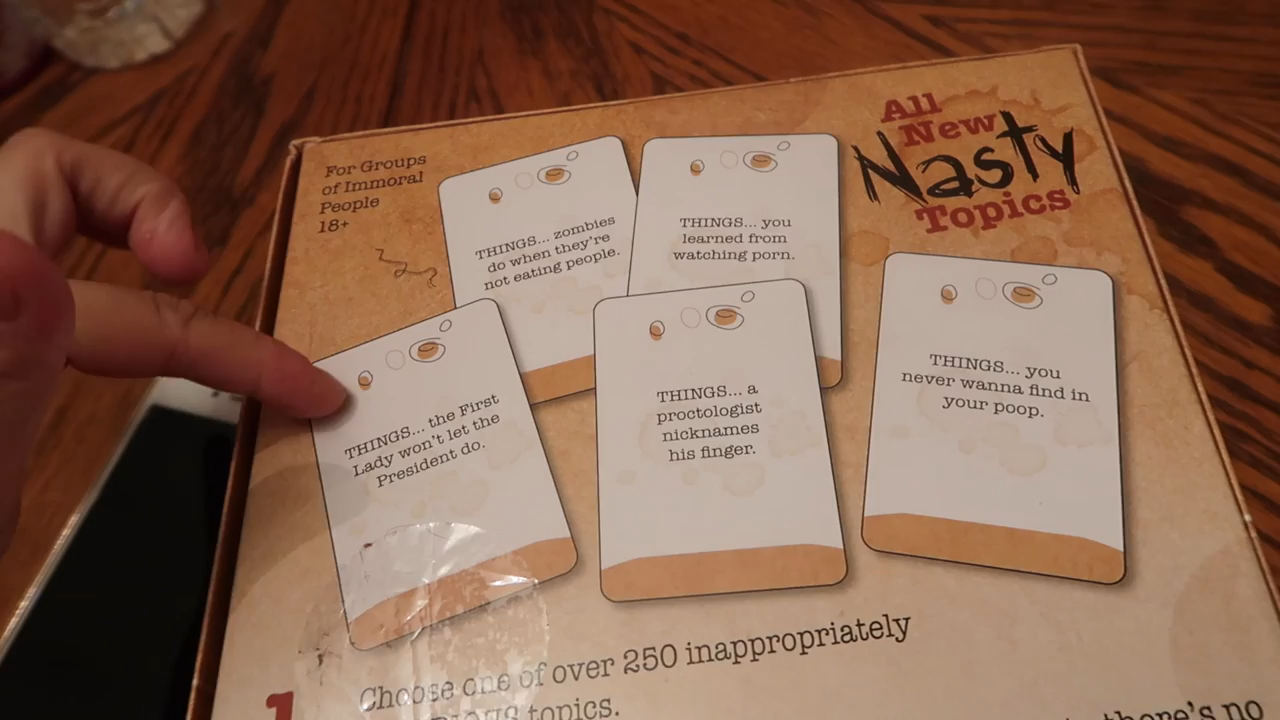 For Groups
of Immoral
People
18+
All
New
Nasty
Topics
THINGS... zombies
do when they're
not eating people.
THINGS... you
learned from
watching porn.
THINGS... the First
Lady won't let the
President do.
THINGS... a
proctologist
nicknames
his finger.
THINGS... you
never wanna find in
your poop.
1
Choose one of over 250 inappropriately
topics.
there's no